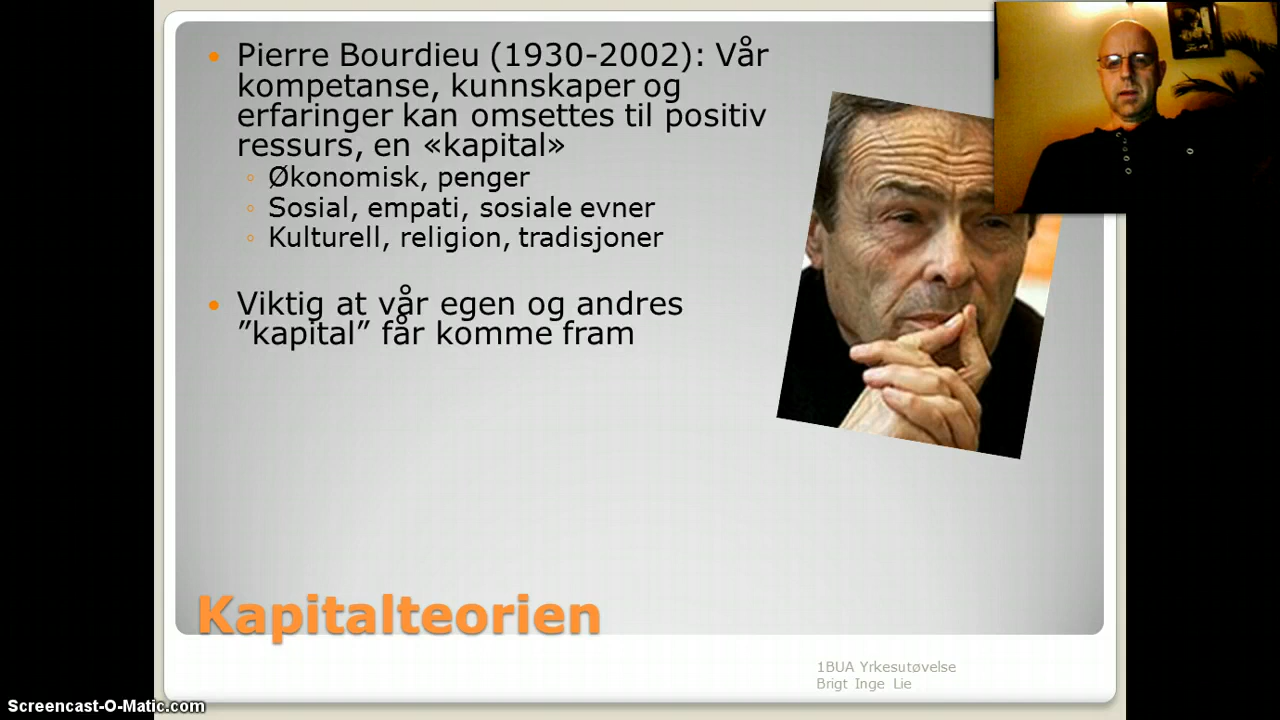 Pierre Bourdieu (1930-2002): Vår
kompetanse, kunnskaper og
erfaringer kan omsettes til positiv
ressurs, en «kapital»
Økonomisk, penger
Sosial, empati, sosiale evner
Kulturell, religion, tradisjoner
Viktig at vår egen og andres
”kapital” får komme fram
Kapitalteorien
1BUA Yrkesutøvelse
Brigt Inge Lie
Screencast-O-Matic.com